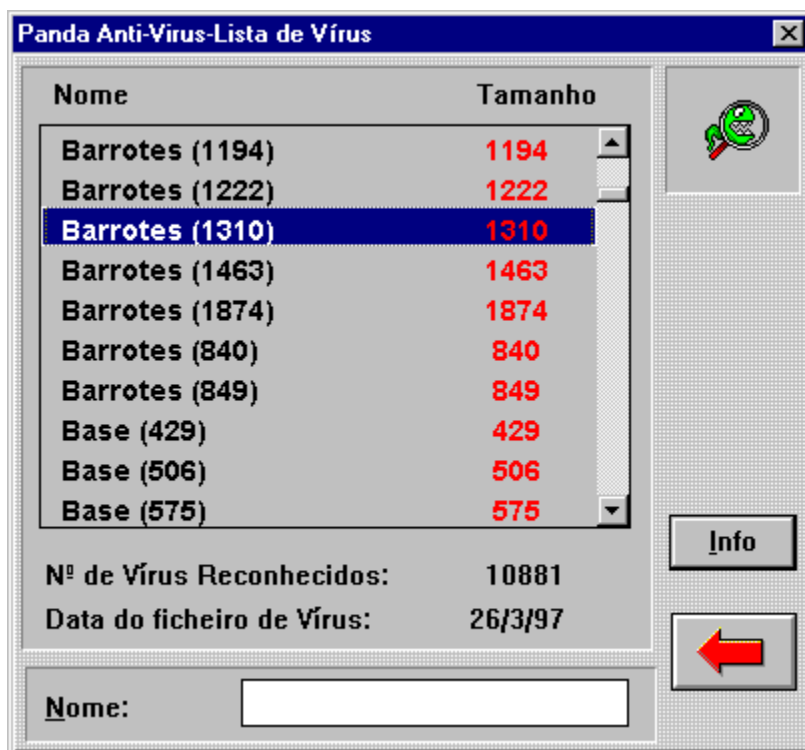 Panda Anti-Virus-Lista de Vírus
Nome Tamanho
Barrotes (1194) 1194
Barrotes (1222) 1222
Barrotes (1310) 1310
Barrotes (1463) 1463
Barrotes (1874) 1874
Barrotes (840) 840
Barrotes (849) 849
Base (429) 429
Base (506) 506
Base (575) 575
Info
Nº de Vírus Reconhecidos: 10881
Data do ficheiro de Vírus: 26/3/97
Nome: